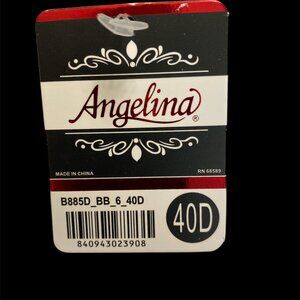 Angelina®
MADE IN CHINA RN 68589
B885D_BB_6_40D
40D
840943023908